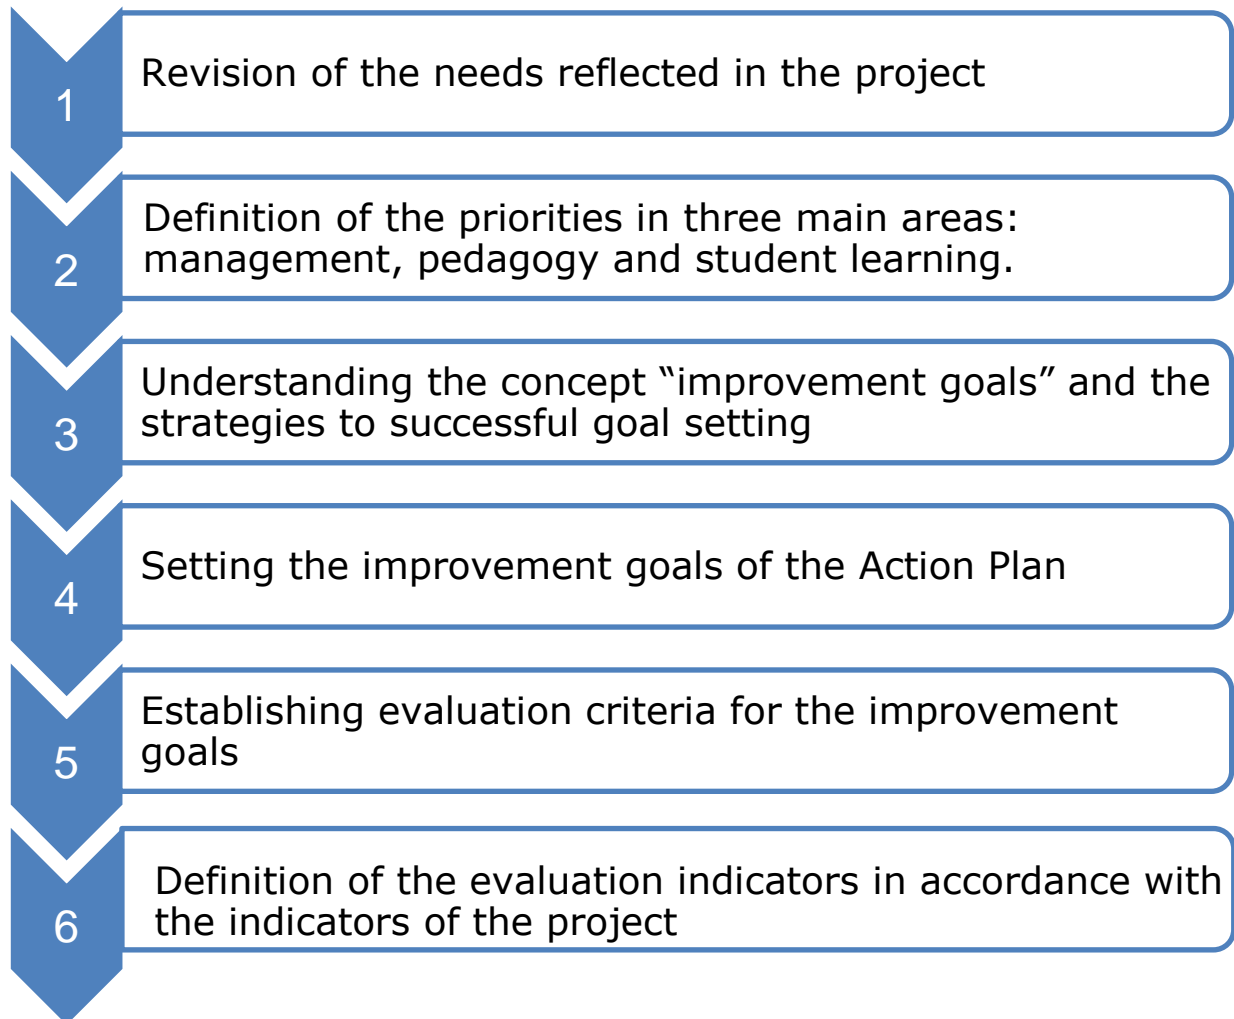 1
Revision of the needs reflected in the project
2
Definition of the priorities in three main areas:
management, pedagogy and student learning.
3
Understanding the concept “improvement goals” and the
strategies to successful goal setting
4
Setting the improvement goals of the Action Plan
5
Establishing evaluation criteria for the improvement
goals
6
Definition of the evaluation indicators in accordance with
the indicators of the project